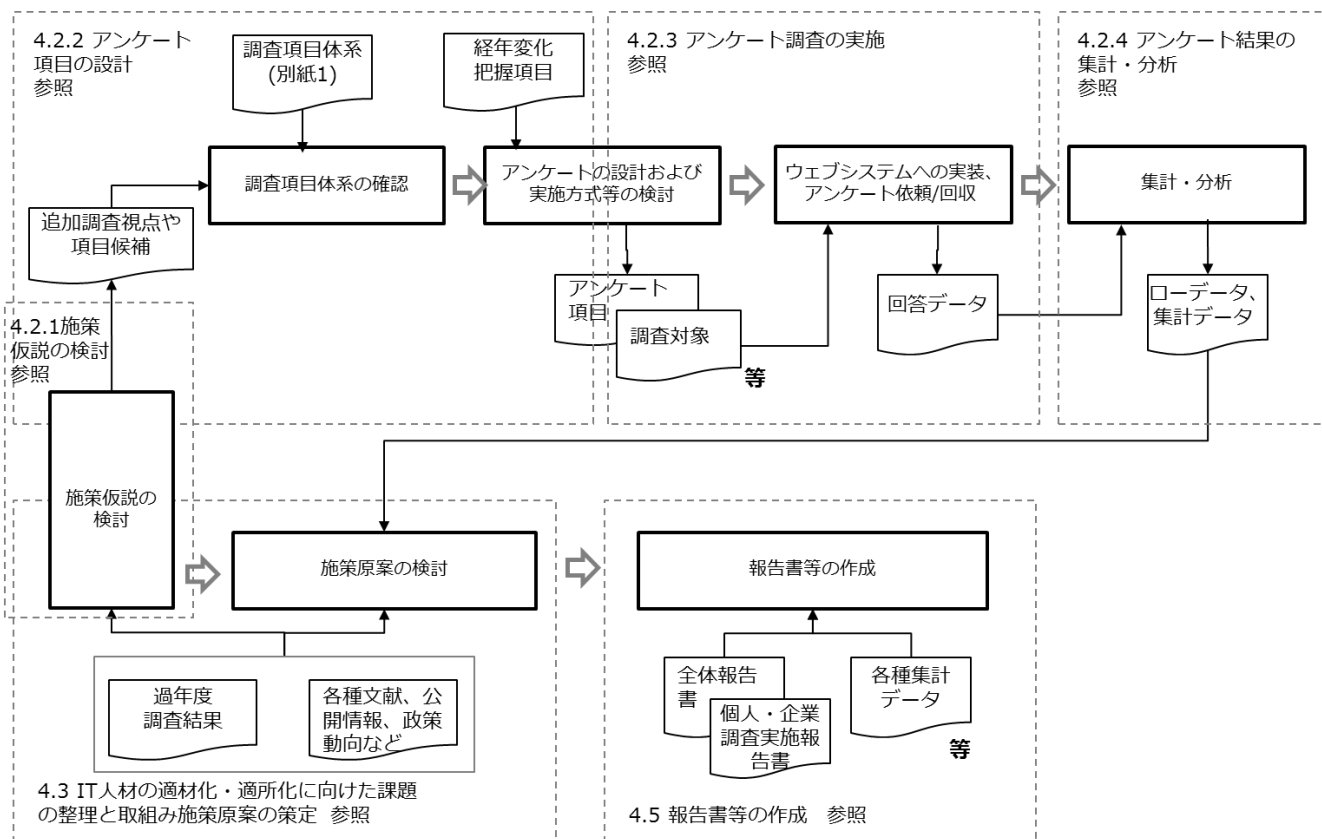 4.2.2 アンケート
項目の設計
参照
調査項目体系
(別紙1)
経年変化
把握項目
4.2.3 アンケート調査の実施
参照
4.2.4 アンケート結果の
集計・分析
参照
調査項目体系の確認
アンケートの設計および
実施方式等の検討
ウェブシステムへの実装、
アンケート依頼/回収
集計・分析
追加調査視点や
項目候補
アンケート
項目
調査対象
等
回答データ
ローデータ、
集計データ
4.2.1施策
仮説の検討
参照
施策仮説の
検討
施策原案の検討
報告書等の作成
過年度
調査結果
各種文献、公
開情報、政策
動向など
全体報告
書
個人・企業
調査実施報
告書
各種集計
データ
等
4.3 IT人材の適材化・適所化に向けた課題
の整理と取組み施策原案の策定 参照
4.5 報告書等の作成 参照